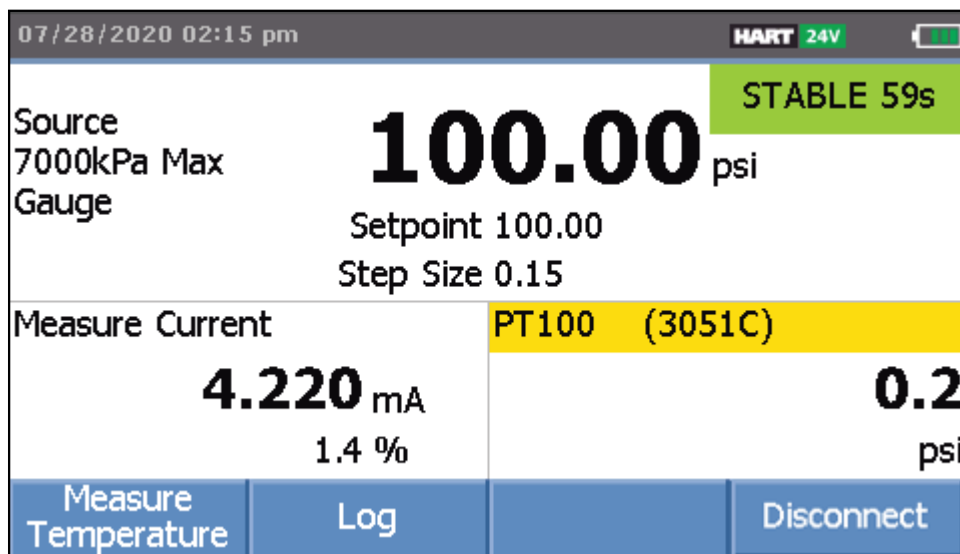 07/28/2020 02:15 pm HART 24V
STABLE 59s
Source
7000kPa Max
Gauge
100.00 psi
Setpoint 100.00
Step Size 0.15
Measure Current
4.220 mA
1.4 %
PT100 (3051C)
0.2
psi
Measure
Temperature
Log
Disconnect